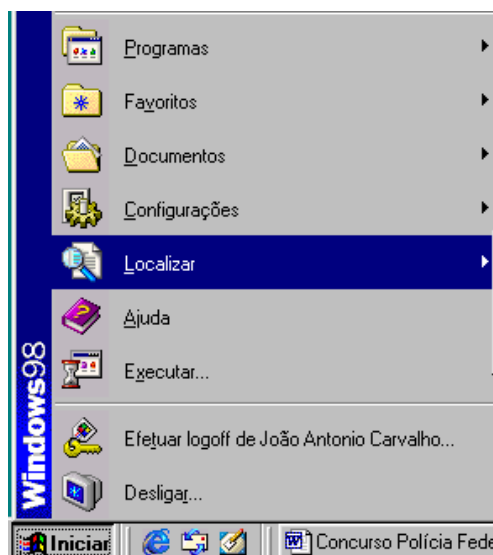 Programas
Favoritos
Documentos
Configurações
Localizar
Ajuda
Executar...
Efetuar logoff de João Antonio Carvalho...
Desligar...
Windows98
Iniciar
Concurso Polícia Fede